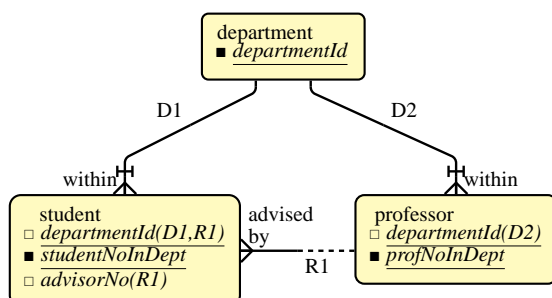 department
■ departmentId
D1
D2
within
within
student
□ departmentId(D1,R1)
■ studentNoInDept
□ advisorNo(R1)
advised
by
R1
professor
□ departmentId(D2)
■ profNoInDept